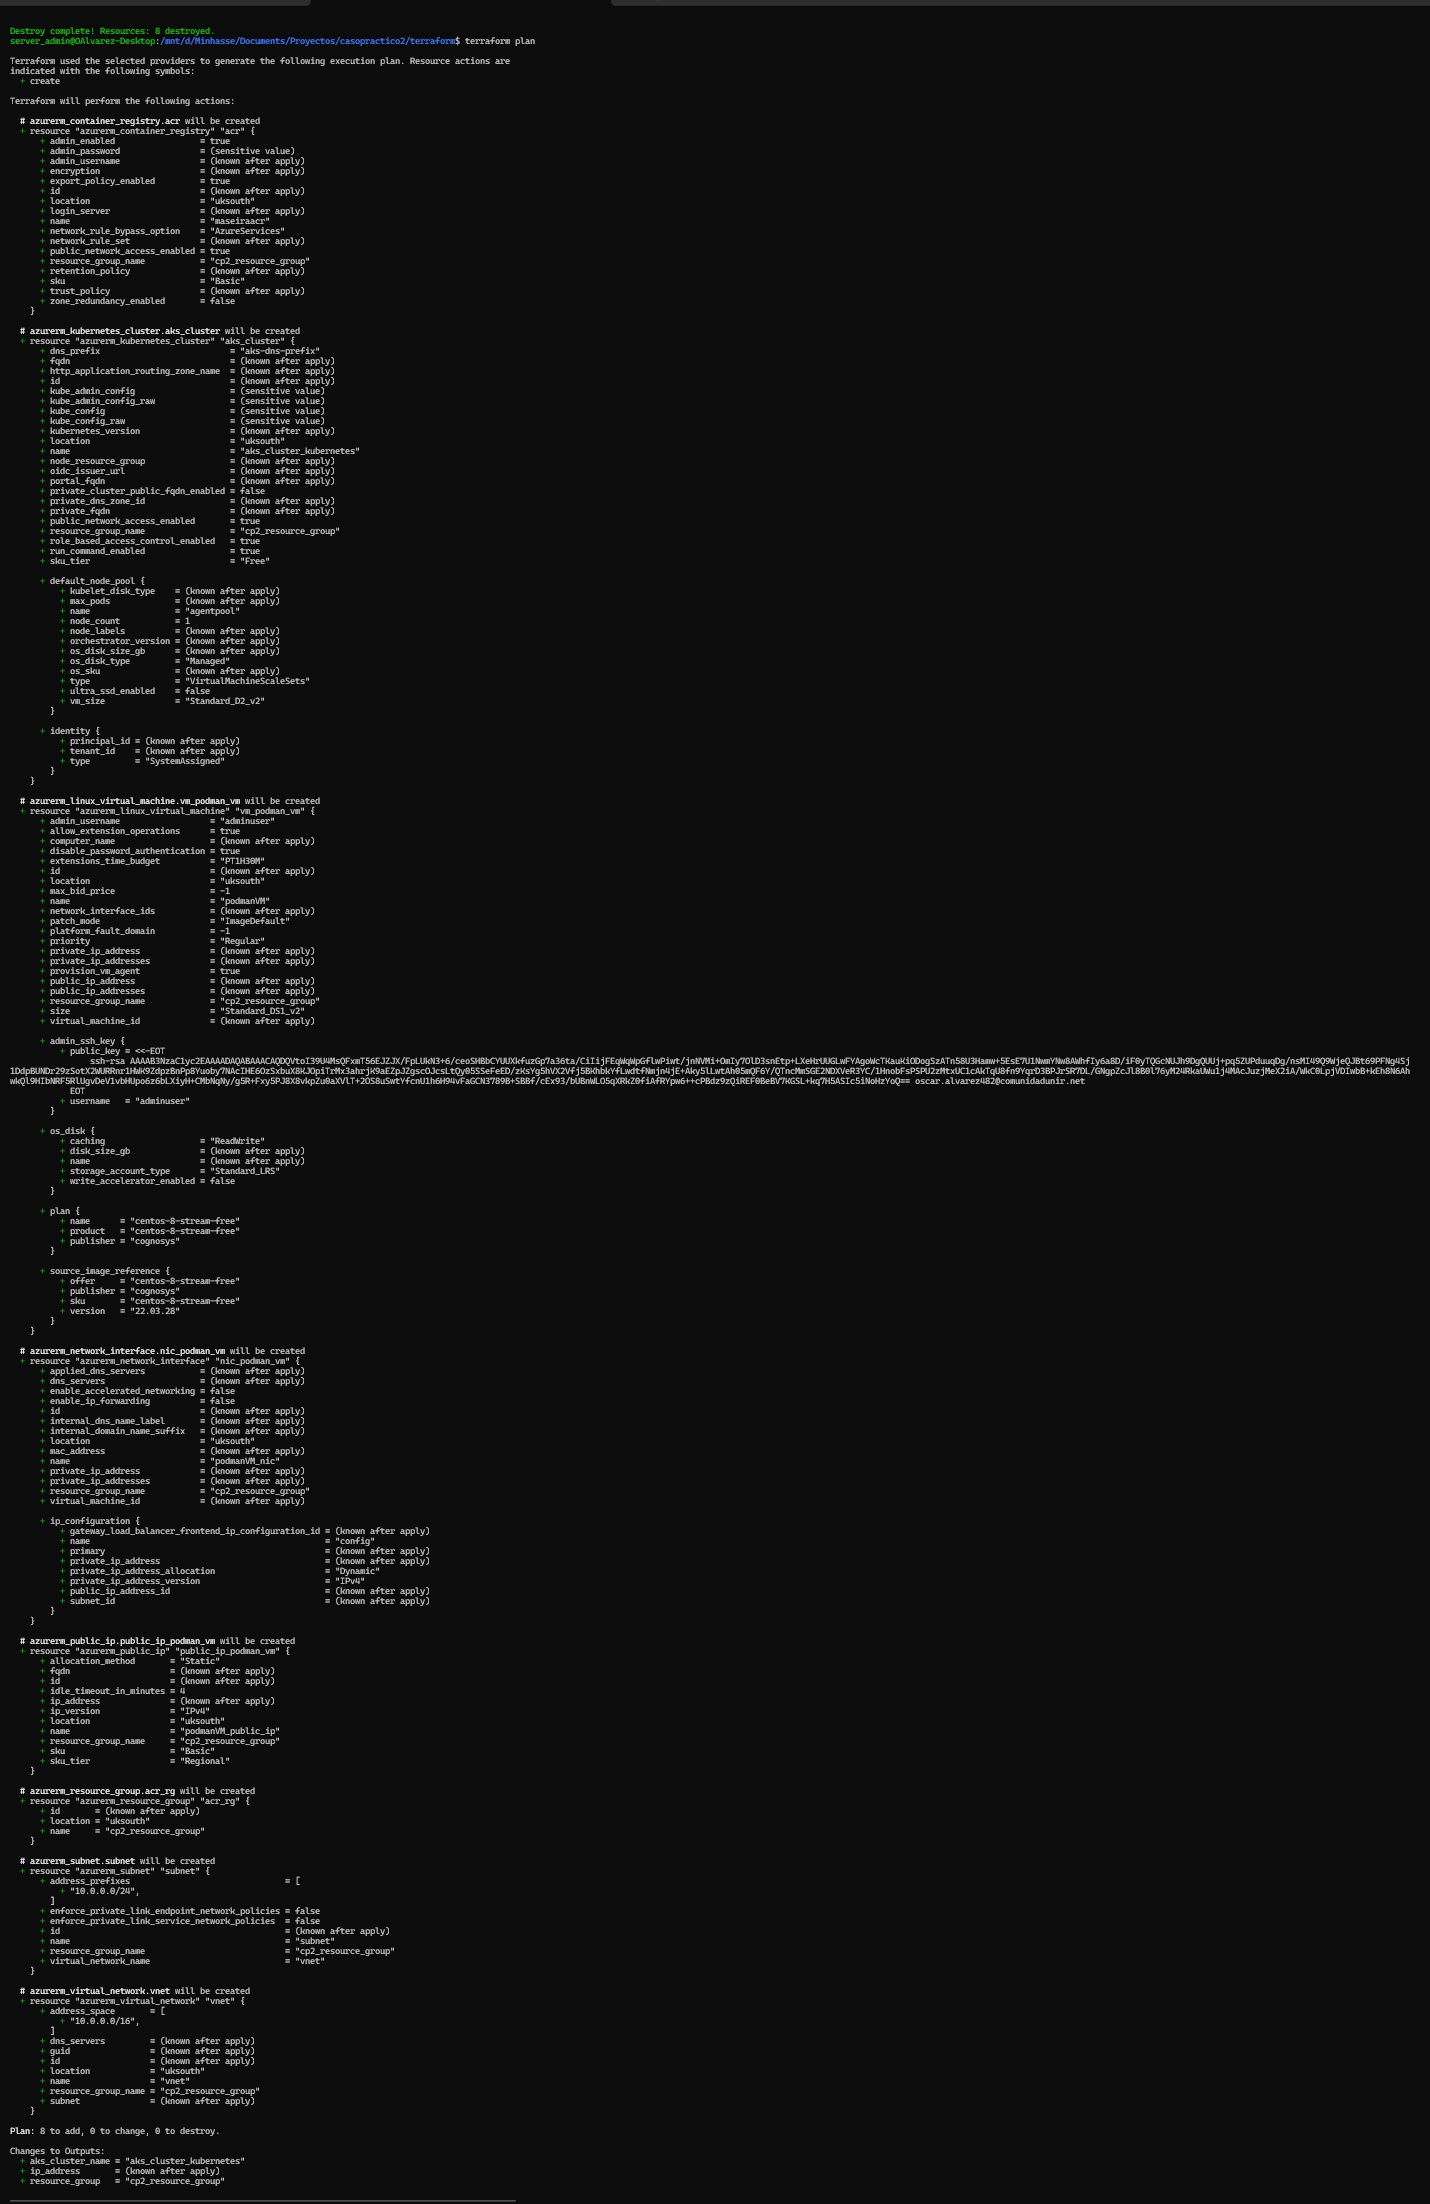 Destroy complete! Resources: 8 destroyed.
server_admin@OAlvarez-Desktop:/mnt/d/Minhasse/Documents/Proyectos/casopractico2/terraform$ terraform plan
Terraform used the selected providers to generate the following execution plan. Resource actions are
indicated with the following symbols:
  + create
Terraform will perform the following actions:
  # azurerm_container_registry.acr will be created
  + resource "azurerm_container_registry" "acr" {
      + admin_enabled                 = true
      + admin_password                = (sensitive value)
      + admin_username                = (known after apply)
      + encryption                    = (known after apply)
      + export_policy_enabled         = true
      + id                            = (known after apply)
      + location                      = "uksouth"
      + login_server                  = (known after apply)
      + name                          = "maseiraacr"
      + network_rule_bypass_option    = "AzureServices"
      + network_rule_set              = (known after apply)
      + public_network_access_enabled = true
      + resource_group_name           = "cp2_resource_group"
      + retention_policy              = (known after apply)
      + sku                           = "Basic"
      + trust_policy                  = (known after apply)
      + zone_redundancy_enabled       = false
    }
  # azurerm_kubernetes_cluster.aks_cluster will be created
  + resource "azurerm_kubernetes_cluster" "aks_cluster" {
      + dns_prefix                          = "aks-dns-prefix"
      + fqdn                                = (known after apply)
      + http_application_routing_zone_name  = (known after apply)
      + id                                  = (known after apply)
      + kube_admin_config                   = (sensitive value)
      + kube_admin_config_raw               = (sensitive value)
      + kube_config                         = (sensitive value)
      + kube_config_raw                     = (sensitive value)
      + kubernetes_version                  = (known after apply)
      + location                            = "uksouth"
      + name                                = "aks_cluster_kubernetes"
      + node_resource_group                 = (known after apply)
      + oidc_issuer_url                     = (known after apply)
      + portal_fqdn                         = (known after apply)
      + private_cluster_public_fqdn_enabled = false
      + private_dns_zone_id                 = (known after apply)
      + private_fqdn                        = (known after apply)
      + public_network_access_enabled       = true
      + resource_group_name                 = "cp2_resource_group"
      + role_based_access_control_enabled   = true
      + run_command_enabled                 = true
      + sku_tier                            = "Free"
      + default_node_pool {
          + kubelet_disk_type    = (known after apply)
          + max_pods             = (known after apply)
          + name                 = "agentpool"
          + node_count           = 1
          + node_labels          = (known after apply)
          + orchestrator_version = (known after apply)
          + os_disk_size_gb      = (known after apply)
          + os_disk_type         = "Managed"
          + os_sku               = (known after apply)
          + type                 = "VirtualMachineScaleSets"
          + ultra_ssd_enabled    = false
          + vm_size              = "Standard_D2_v2"
        }
      + identity {
          + principal_id = (known after apply)
          + tenant_id    = (known after apply)
          + type         = "SystemAssigned"
        }
    }
  # azurerm_linux_virtual_machine.vm_podman_vm will be created
  + resource "azurerm_linux_virtual_machine" "vm_podman_vm" {
      + admin_username                  = "adminuser"
      + allow_extension_operations      = true
      + computer_name                   = (known after apply)
      + disable_password_authentication = true
      + extensions_time_budget          = "PT1H30M"
      + id                              = (known after apply)
      + location                        = "uksouth"
      + max_bid_price                   = -1
      + name                            = "podmanVM"
      + network_interface_ids           = (known after apply)
      + patch_mode                      = "ImageDefault"
      + platform_fault_domain           = -1
      + priority                        = "Regular"
      + private_ip_address              = (known after apply)
      + private_ip_addresses            = (known after apply)
      + provision_vm_agent              = true
      + public_ip_address               = (known after apply)
      + public_ip_addresses             = (known after apply)
      + resource_group_name             = "cp2_resource_group"
      + size                            = "Standard_DS1_v2"
      + virtual_machine_id              = (known after apply)
      + admin_ssh_key {
          + public_key = <<-EOT
                ssh-rsa
oscar.alvarez482@comunidadunir.net
            EOT
          + username   = "adminuser"
        }
      + os_disk {
          + caching                   = "ReadWrite"
          + disk_size_gb              = (known after apply)
          + name                      = (known after apply)
          + storage_account_type      = "Standard_LRS"
          + write_accelerator_enabled = false
        }
      + plan {
          + name      = "centos-8-stream-free"
          + product   = "centos-8-stream-free"
          + publisher = "cognosys"
        }
      + source_image_reference {
          + offer     = "centos-8-stream-free"
          + publisher = "cognosys"
          + sku       = "centos-8-stream-free"
          + version   = "22.03.28"
        }
    }
  # azurerm_network_interface.nic_podman_vm will be created
  + resource "azurerm_network_interface" "nic_podman_vm" {
      + applied_dns_servers           = (known after apply)
      + dns_servers                   = (known after apply)
      + enable_accelerated_networking = false
      + enable_ip_forwarding          = false
      + id                            = (known after apply)
      + internal_dns_name_label       = (known after apply)
      + internal_domain_name_suffix   = (known after apply)
      + location                      = "uksouth"
      + mac_address                   = (known after apply)
      + name                          = "podmanVM_nic"
      + private_ip_address            = (known after apply)
      + private_ip_addresses          = (known after apply)
      + resource_group_name           = "cp2_resource_group"
      + virtual_machine_id            = (known after apply)
      + ip_configuration {
          + gateway_load_balancer_frontend_ip_configuration_id = (known after apply)
          + name                                               = "config"
          + primary                                            = (known after apply)
          + private_ip_address                                 = (known after apply)
          + private_ip_address_allocation                      = "Dynamic"
          + private_ip_address_version                         = "IPv4"
          + public_ip_address_id                               = (known after apply)
          + subnet_id                                          = (known after apply)
        }
    }
  # azurerm_public_ip.public_ip_podman_vm will be created
  + resource "azurerm_public_ip" "public_ip_podman_vm" {
      + allocation_method       = "Static"
      + fqdn                    = (known after apply)
      + id                      = (known after apply)
      + idle_timeout_in_minutes = 4
      + ip_address              = (known after apply)
      + ip_version              = "IPv4"
      + location                = "uksouth"
      + name                    = "podmanVM_public_ip"
      + resource_group_name     = "cp2_resource_group"
      + sku                     = "Basic"
      + sku_tier                = "Regional"
    }
  # azurerm_resource_group.acr_rg will be created
  + resource "azurerm_resource_group" "acr_rg" {
      + id       = (known after apply)
      + location = "uksouth"
      + name     = "cp2_resource_group"
    }
  # azurerm_subnet.subnet will be created
  + resource "azurerm_subnet" "subnet" {
      + address_prefixes                               = [
          + "10.0.0.0/24",
        ]
      + enforce_private_link_endpoint_network_policies = false
      + enforce_private_link_service_network_policies  = false
      + id                                             = (known after apply)
      + name                                           = "subnet"
      + resource_group_name                            = "cp2_resource_group"
      + virtual_network_name                           = "vnet"
    }
  # azurerm_virtual_network.vnet will be created
  + resource "azurerm_virtual_network" "vnet" {
      + address_space       = [
          + "10.0.0.0/16",
        ]
      + dns_servers         = (known after apply)
      + guid                = (known after apply)
      + id                  = (known after apply)
      + location            = "uksouth"
      + name                = "vnet"
      + resource_group_name = "cp2_resource_group"
      + subnet              = (known after apply)
    }
Plan: 8 to add, 0 to change, 0 to destroy.
Changes to Outputs:
  + aks_cluster_name = "aks_cluster_kubernetes"
  + ip_address       = (known after apply)
  + resource_group   = "cp2_resource_group"